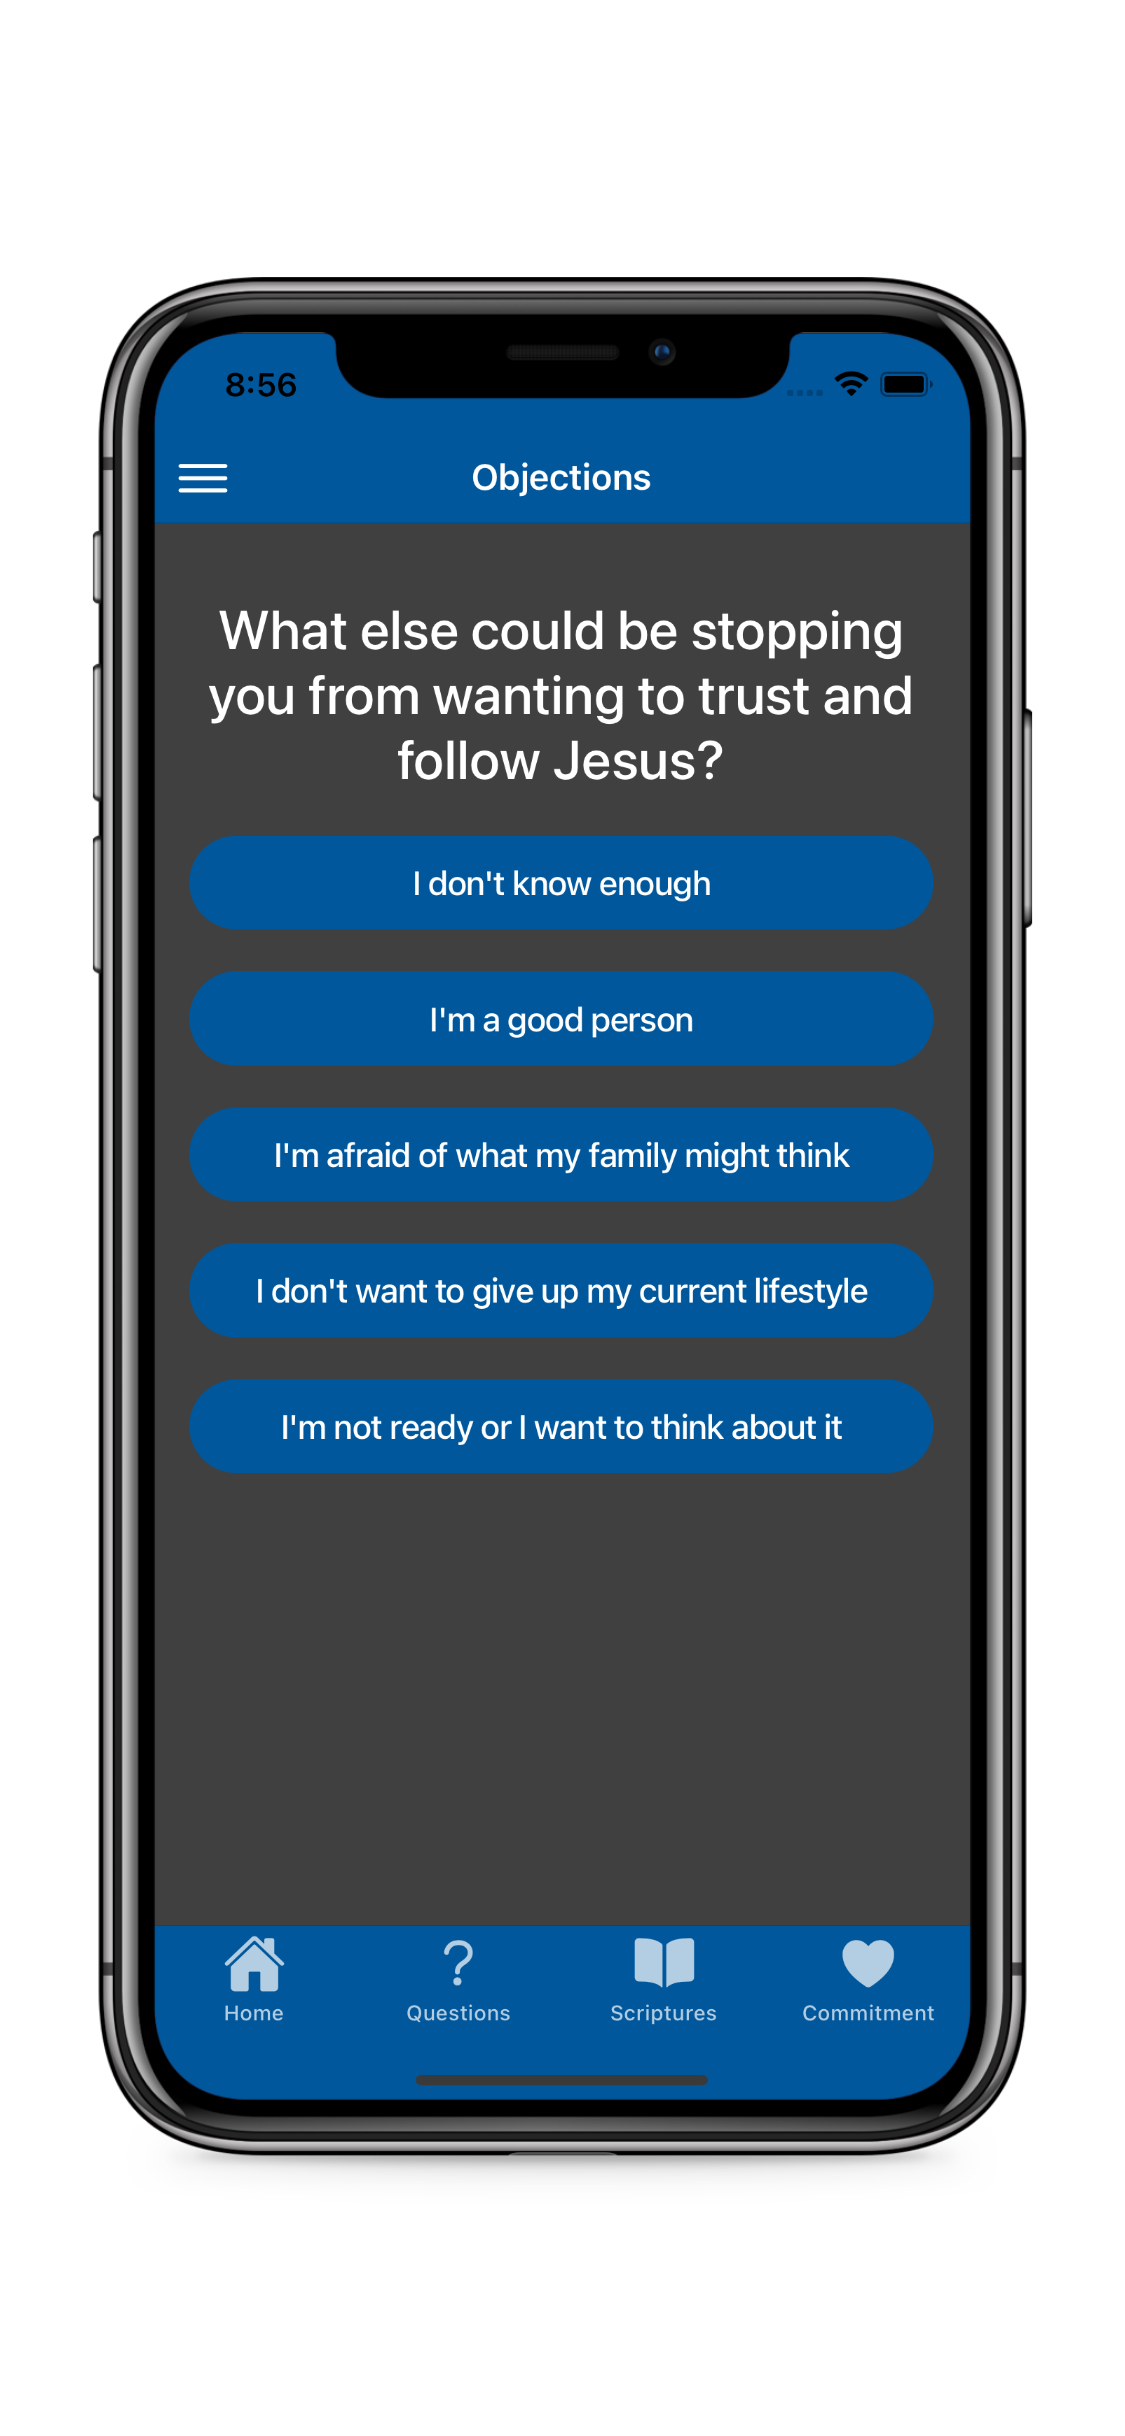 8:56
Objections
What else could be stopping
you from wanting to trust and
follow Jesus?
I don't know enough
I'm a good person
I'm afraid of what my family might think
I don't want to give up my current lifestyle
I'm not ready or I want to think about it
Home
Questions
Scriptures
Commitment